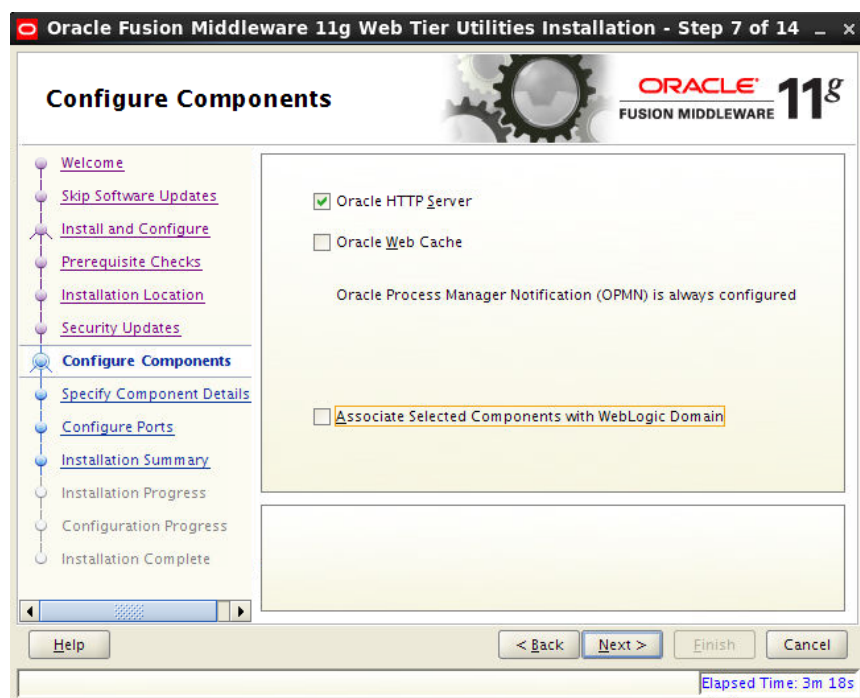 Oracle Fusion Middleware 11g Web Tier Utilities Installation - Step 7 of 14
Configure Components
ORACLE
FUSION MIDDLEWARE
11g
Welcome
Skip Software Updates
Install and Configure
Prerequisite Checks
Installation Location
Security Updates
Configure Components
Specify Component Details
Configure Ports
Installation Summary
Installation Progress
Configuration Progress
Installation Complete
Oracle HTTP Server
Oracle Web Cache
Oracle Process Manager Notification (OPMN) is always configured
Associate Selected Components with WebLogic Domain
Help
< Back
Next >
Finish
Cancel
Elapsed Time: 3m 18s